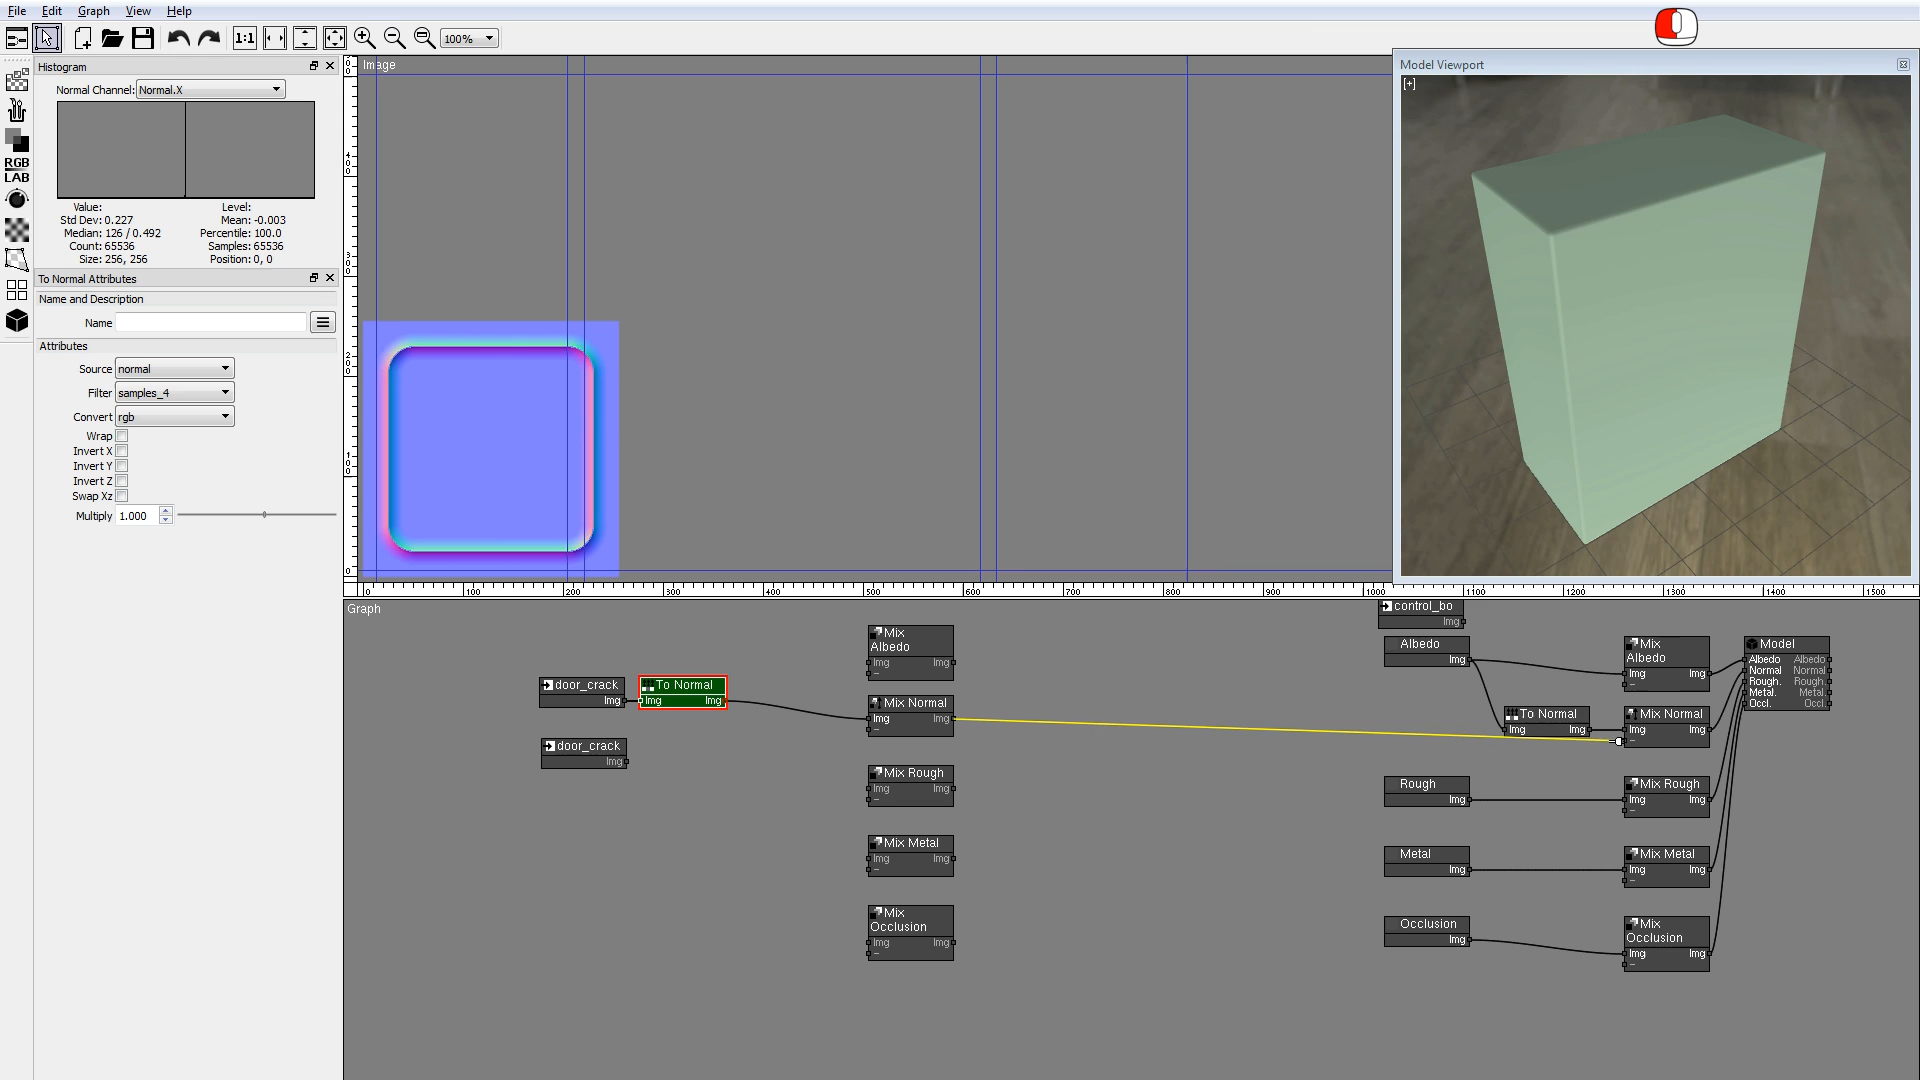 File Edit Graph View Help
1:1 100%
Histogram
Normal Channel: Normal.X
Value: Level:
Std Dev: 0.227 Mean: -0.003
Median: 126 / 0.492 Percentile: 100.0
Count: 65536 Samples: 65536
Size: 256, 256 Position: 0, 0
RGB
LAB
To Normal Attributes
Name and Description
Name
Attributes
Source normal
Filter samples_4
Convert rgb
Wrap
Invert X
Invert Y
Invert Z
Swap Xz
Multiply 1.000
Image
400
300
200
100
0
0 100 200 300 400 500 600 700 800 900 1000 1100 1200 1300 1400 1500
Model Viewport
[+]
Graph
door_crack
Img
To Normal
Img Img
door_crack
Img
Mix
Albedo
Img Img
–
Mix Normal
Img Img
–
Mix Rough
Img Img
–
Mix Metal
Img Img
–
Mix
Occlusion
Img Img
–
control_bo
Img
Albedo
Img
To Normal
Img Img
Rough
Img
Metal
Img
Occlusion
Img
Mix
Albedo
Img Img
–
Mix Normal
Img Img
–
Mix Rough
Img Img
–
Mix Metal
Img Img
–
Mix
Occlusion
Img Img
–
Model
Albedo Albedo
Normal Normal
Rough. Rough.
Metal. Metal.
Occl. Occl.